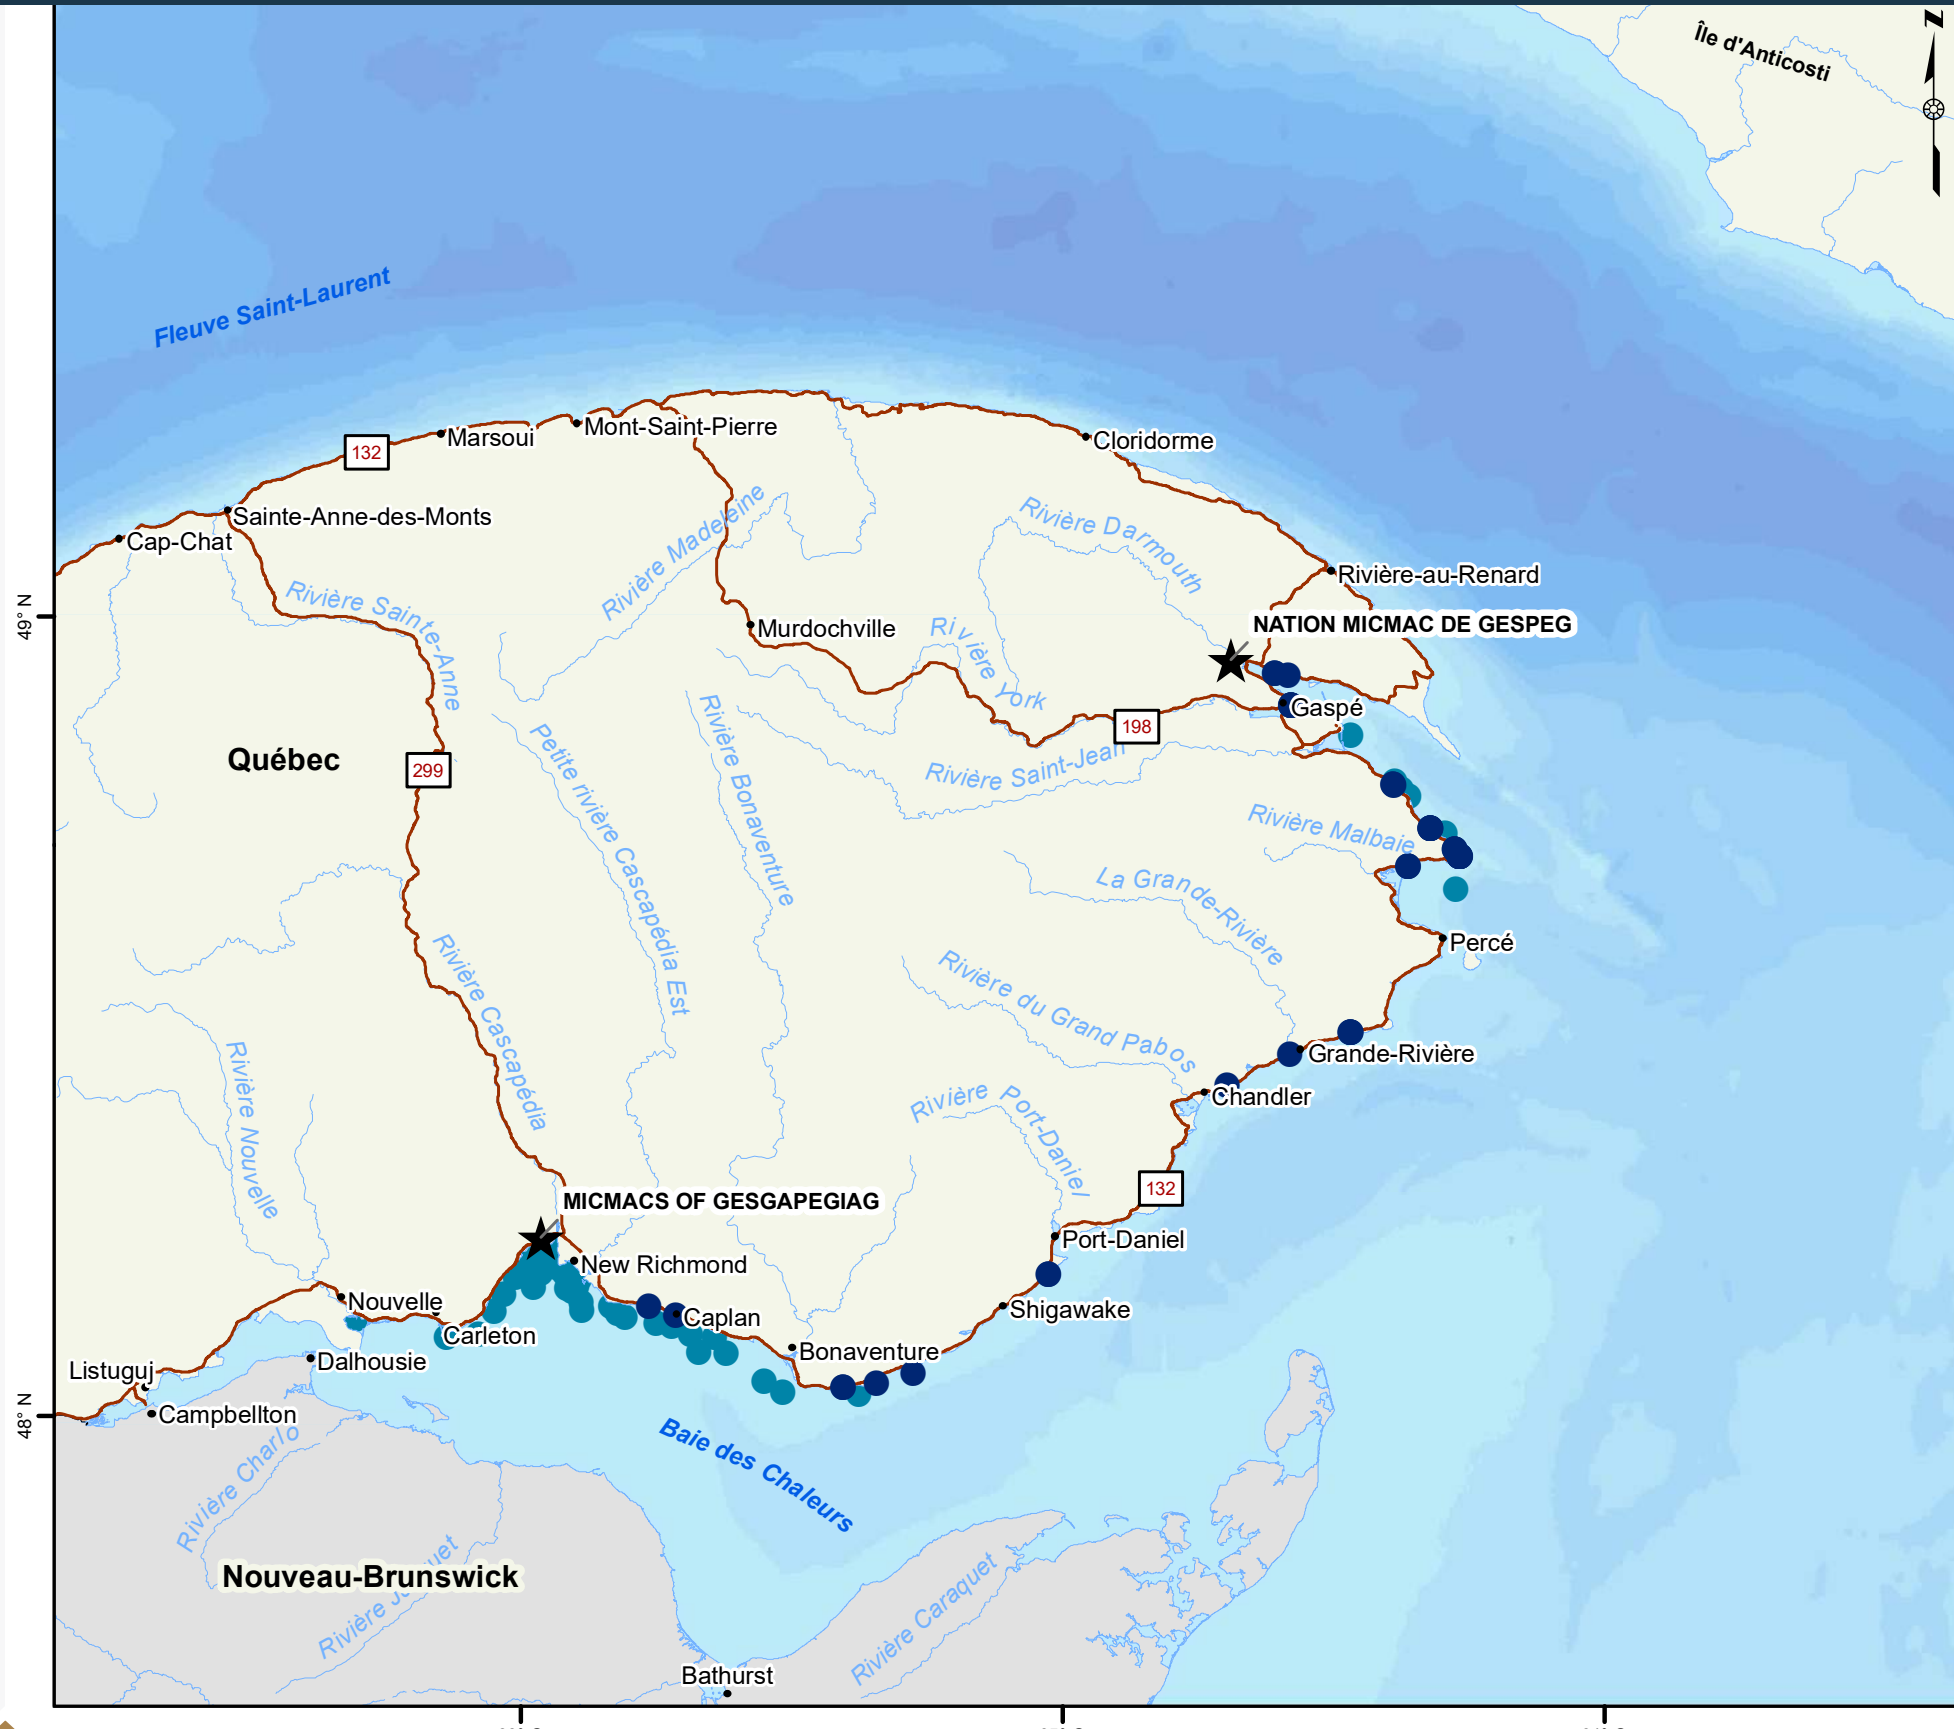 Île d'Anticosti
Fleuve Saint-Laurent
Mont-Saint-Pierre
Marsoui
132
Cloridorme
Sainte-Anne-des-Monts
Cap-Chat
Rivière Madeleine
Rivière Darmouth
Rivière-au-Renard
Rivière Sainte-Anne
49° N
NATION MICMAC DE GESPEG
Murdochville
Rivière York
Gaspé
198
Québec
299
Rivière Saint-Jean
Petite rivière Cascapédia Est
Rivière Bonaventure
Rivière Malbaie
La Grande-Rivière
Percé
Rivière Cascapédia
Rivière du Grand Pabos
Grande-Rivière
Chandler
Rivière Nouvelle
Rivière Port-Daniel
132
MICMACS OF GESGAPEGIAG
Port-Daniel
New Richmond
Nouvelle
Shigawake
Caplan
Carleton
Bonaventure
Dalhousie
Listuguj
48° N
Campbellton
Rivière Charlo
Baie des Chaleurs
Nouveau-Brunswick
Rivière
Rivière Caraquet
Bathurst